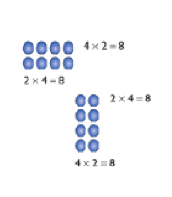 4 × 2 = 8
2 × 4 = 8
2 × 4 = 8
4 × 2 = 8